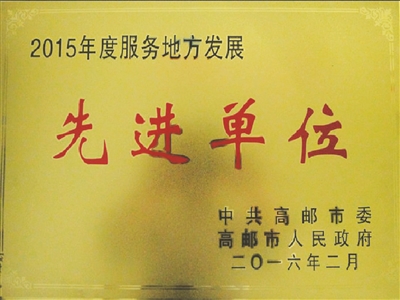 2015年度服务地方发展
先进单位
中共高邮市委
高邮市人民政府
二〇一六年二月